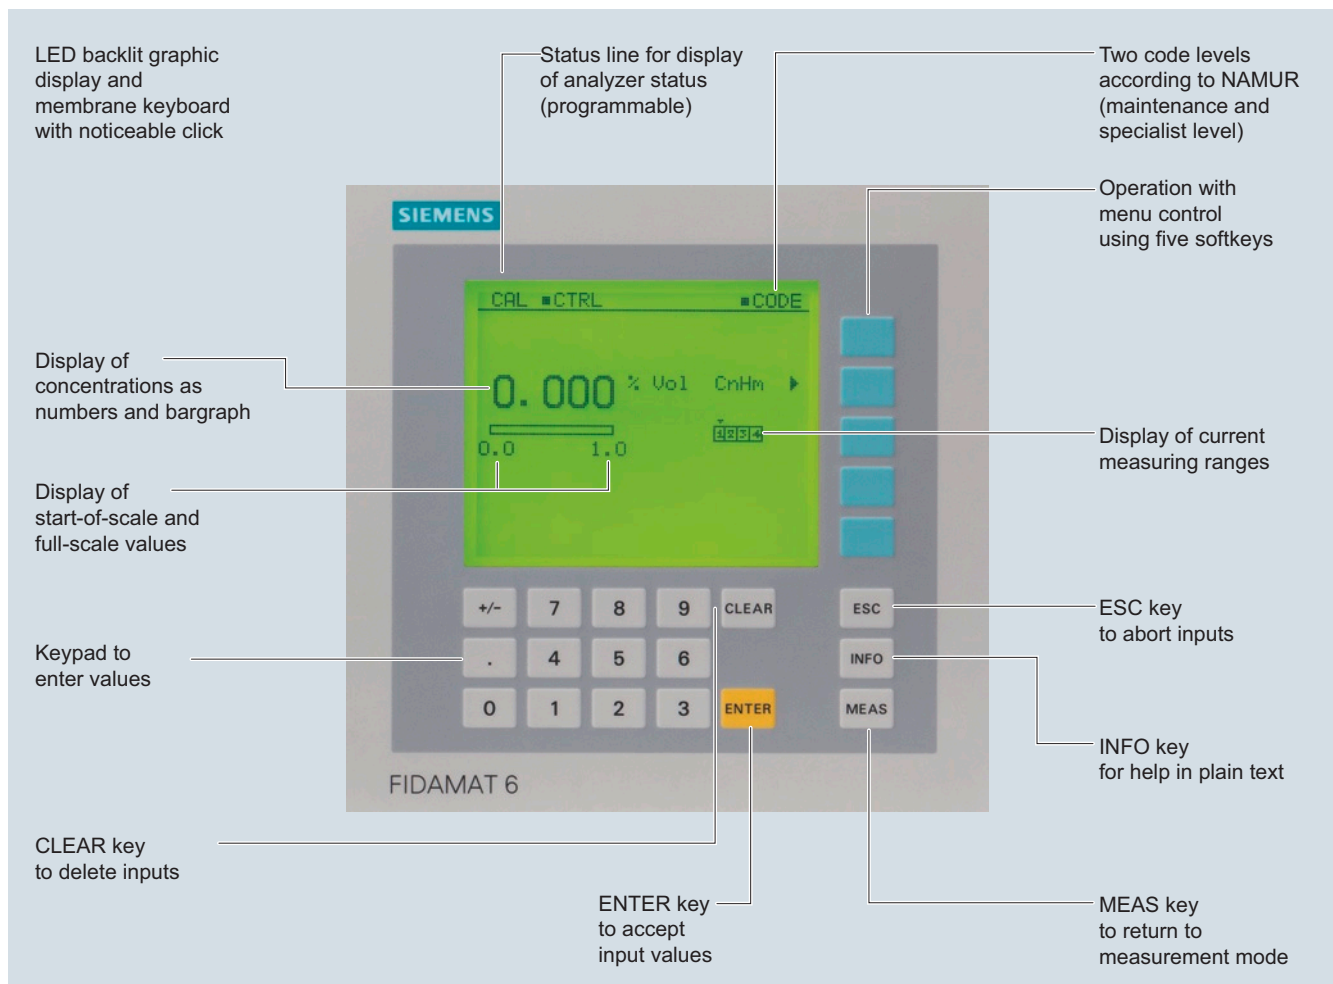 LED backlit graphic
display and
membrane keyboard
with noticeable click
Status line for display
of analyzer status
(programmable)
Two code levels
according to NAMUR
(maintenance and
specialist level)
Operation with
menu control
using five softkeys
SIEMENS
CAL ▪CTRL ▪CODE
0.000 % Vol CnHm
1 2 3 4
0.0 1.0
Display of
concentrations as
numbers and bargraph
Display of
start-of-scale and
full-scale values
Display of current
measuring ranges
+/- 7 8 9 CLEAR ESC
. 4 5 6 INFO
0 1 2 3 ENTER MEAS
FIDAMAT 6
Keypad to
enter values
ESC key
to abort inputs
INFO key
for help in plain text
CLEAR key
to delete inputs
ENTER key
to accept
input values
MEAS key
to return to
measurement mode